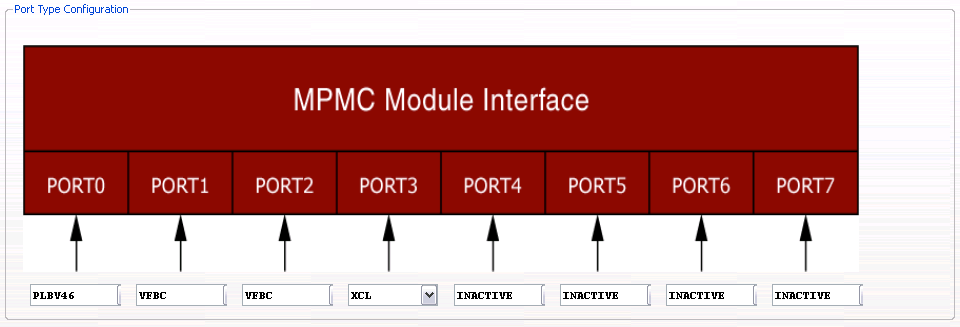 Port Type Configuration
MPMC Module Interface
PORT0 PORT1 PORT2 PORT3 PORT4 PORT5 PORT6 PORT7
PLBV46 VFBC VFBC XCL INACTIVE INACTIVE INACTIVE INACTIVE